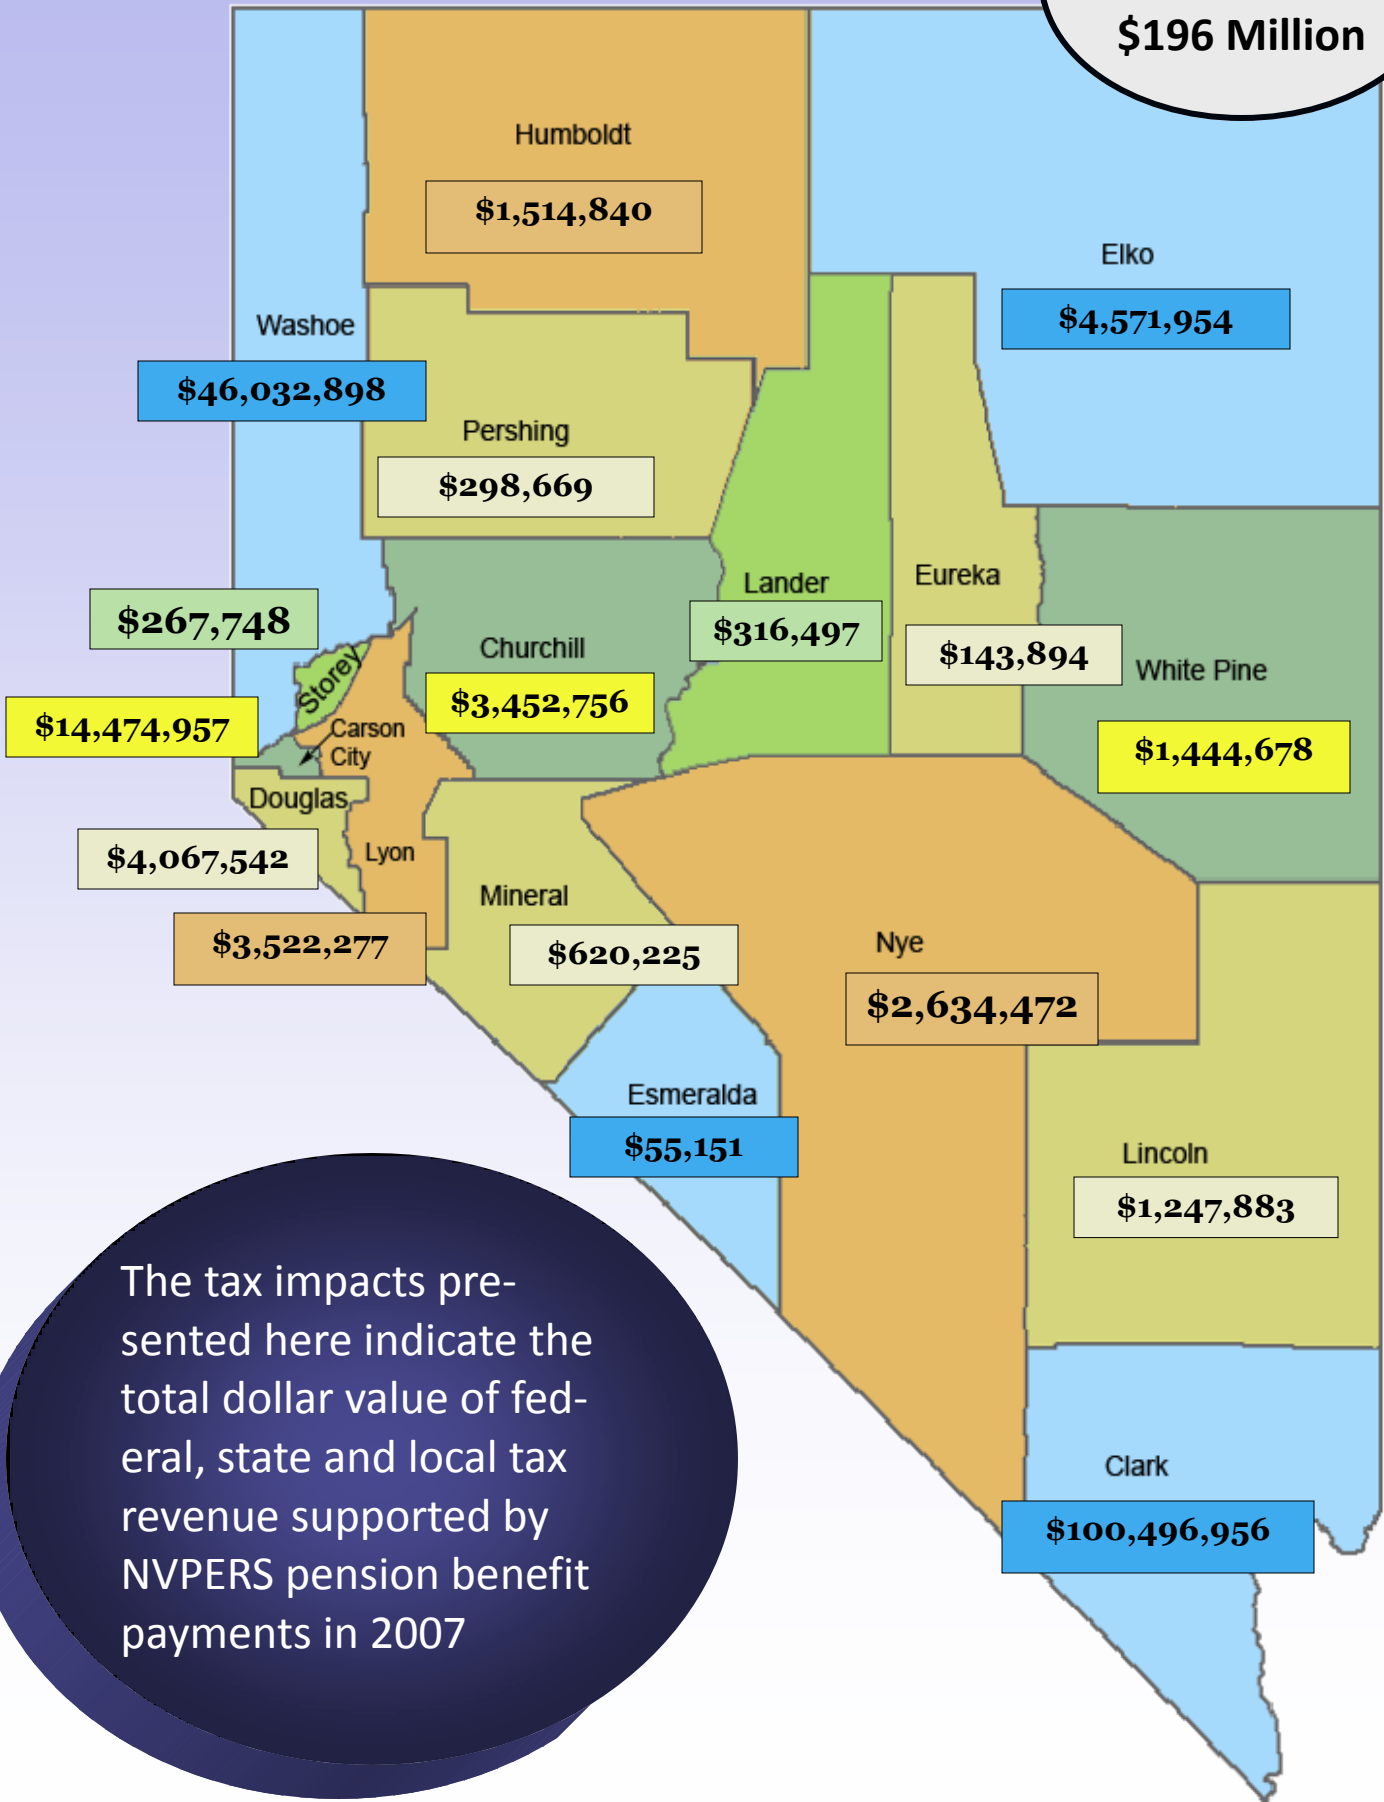 $196 Million
Humboldt
$1,514,840
Elko
$4,571,954
Washoe
$46,032,898
Pershing
$298,669
Lander
$316,497
Eureka
$143,894
$267,748
Storey
Churchill
$3,452,756
White Pine
$1,444,678
$14,474,957
Carson
City
Douglas
$4,067,542
Lyon
$3,522,277
Mineral
$620,225
Nye
$2,634,472
Esmeralda
$55,151
Lincoln
$1,247,883
Clark
$100,496,956
The tax impacts pre-
sented here indicate the
total dollar value of fed-
eral, state and local tax
revenue supported by
NVPERS pension benefit
payments in 2007